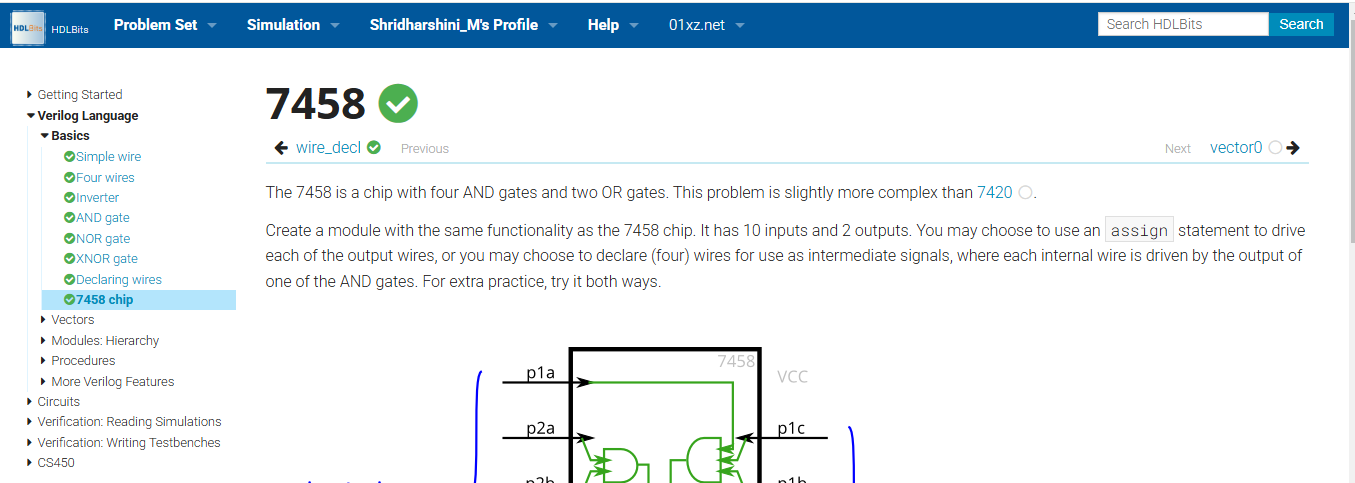 HDLBits HDLBits Problem Set Simulation Shridharshini_M's Profile Help 01xz.net Search HDLBits Search
Getting Started
Verilog Language
Basics
Simple wire
Four wires
Inverter
AND gate
NOR gate
XNOR gate
Declaring wires
7458 chip
Vectors
Modules: Hierarchy
Procedures
More Verilog Features
Circuits
Verification: Reading Simulations
Verification: Writing Testbenches
CS450
7458
wire_decl Previous Next vector0
The 7458 is a chip with four AND gates and two OR gates. This problem is slightly more complex than 7420 .
Create a module with the same functionality as the 7458 chip. It has 10 inputs and 2 outputs. You may choose to use an assign statement to drive
each of the output wires, or you may choose to declare (four) wires for use as intermediate signals, where each internal wire is driven by the output of
one of the AND gates. For extra practice, try it both ways.
7458
p1a
VCC
p2a
p1c
p2b
p1b